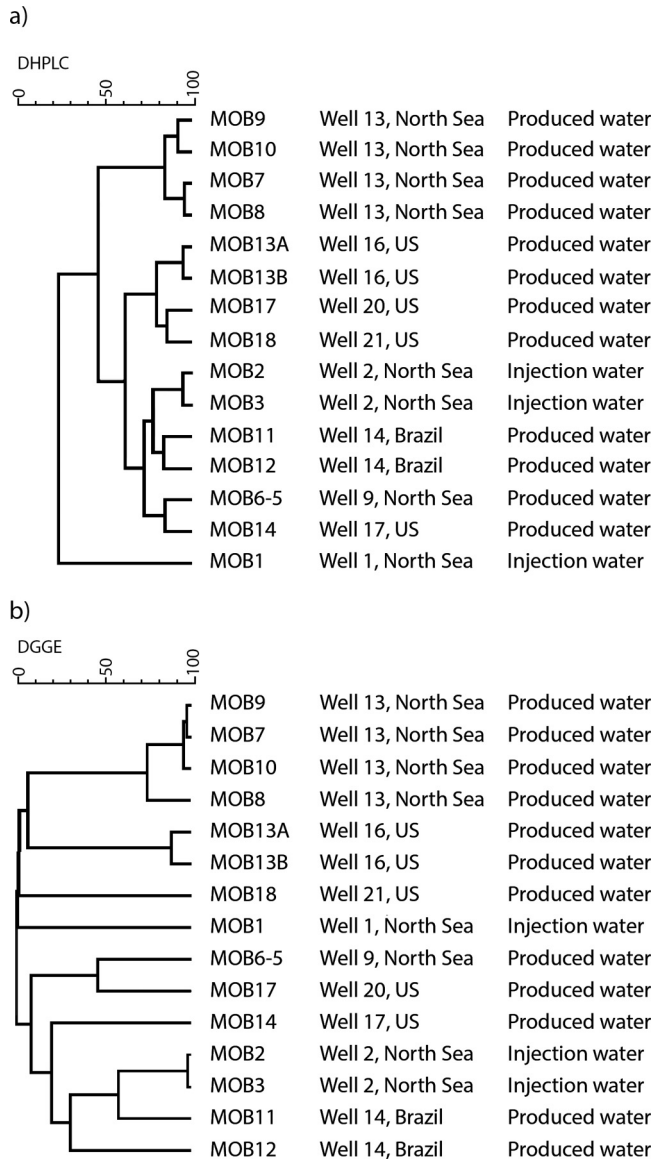 a)
DHPLC
0 50 100
MOB9 Well 13, North Sea Produced water
MOB10 Well 13, North Sea Produced water
MOB7 Well 13, North Sea Produced water
MOB8 Well 13, North Sea Produced water
MOB13A Well 16, US Produced water
MOB13B Well 16, US Produced water
MOB17 Well 20, US Produced water
MOB18 Well 21, US Produced water
MOB2 Well 2, North Sea Injection water
MOB3 Well 2, North Sea Injection water
MOB11 Well 14, Brazil Produced water
MOB12 Well 14, Brazil Produced water
MOB6-5 Well 9, North Sea Produced water
MOB14 Well 17, US Produced water
MOB1 Well 1, North Sea Injection water
b)
DGGE
0 50 100
MOB9 Well 13, North Sea Produced water
MOB7 Well 13, North Sea Produced water
MOB10 Well 13, North Sea Produced water
MOB8 Well 13, North Sea Produced water
MOB13A Well 16, US Produced water
MOB13B Well 16, US Produced water
MOB18 Well 21, US Produced water
MOB1 Well 1, North Sea Injection water
MOB6-5 Well 9, North Sea Produced water
MOB17 Well 20, US Produced water
MOB14 Well 17, US Produced water
MOB2 Well 2, North Sea Injection water
MOB3 Well 2, North Sea Injection water
MOB11 Well 14, Brazil Produced water
MOB12 Well 14, Brazil Produced water